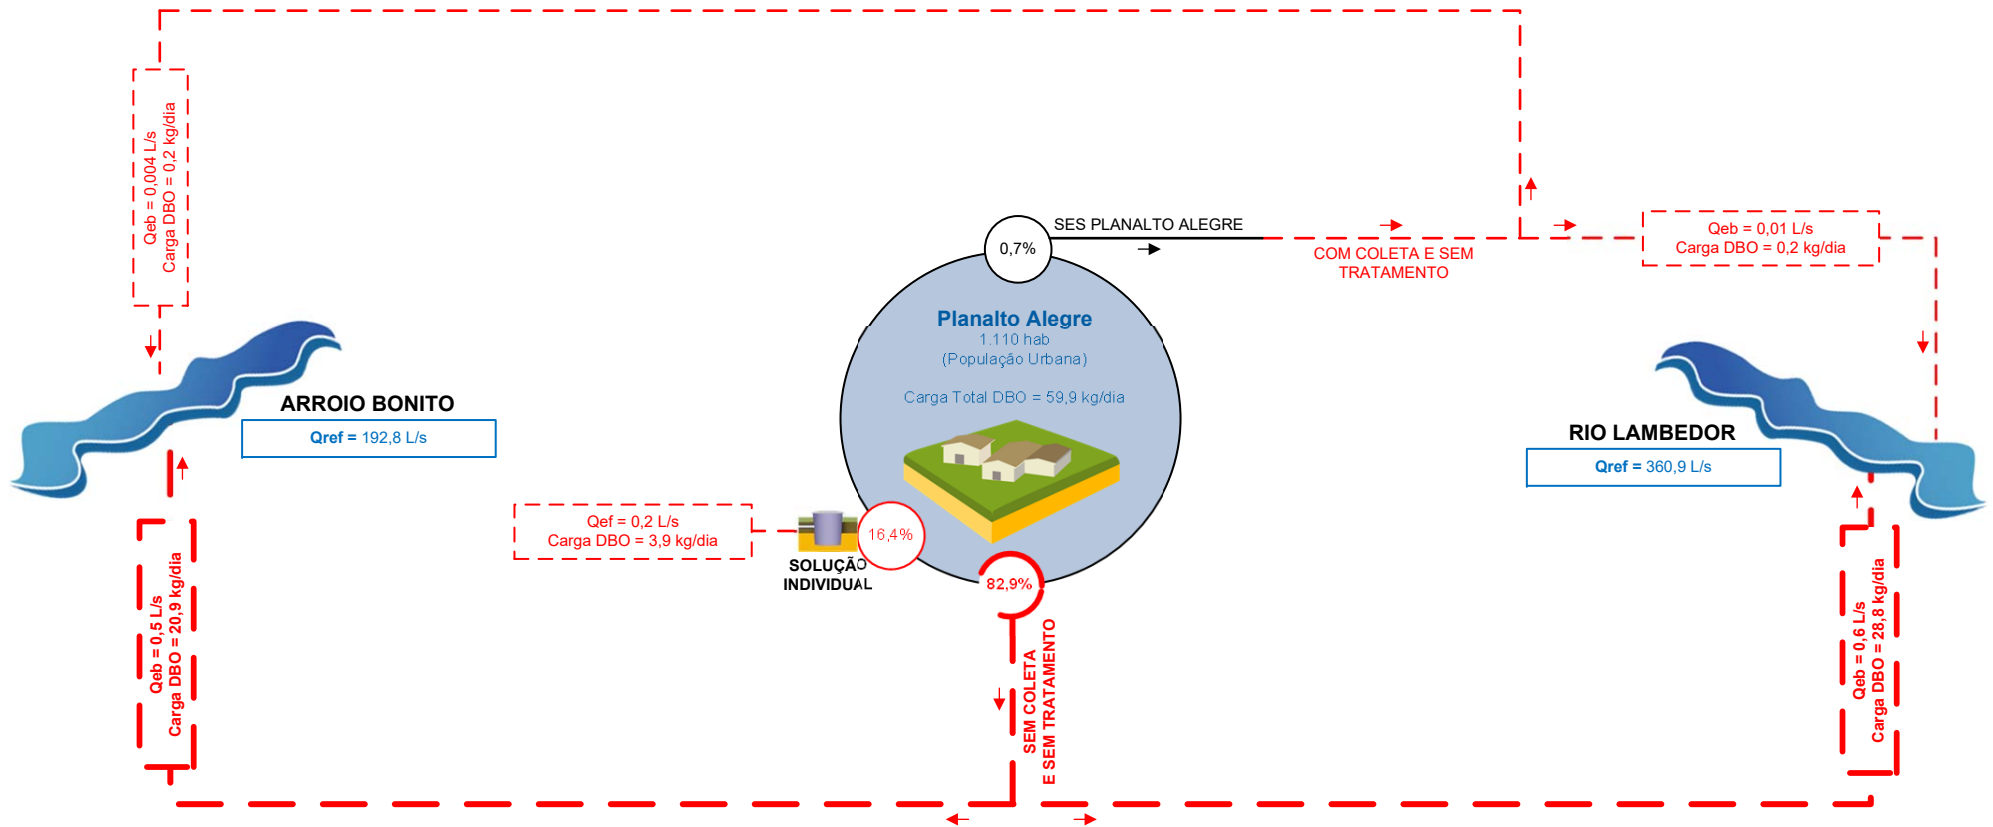 Qeb = 0,004 L/s
Carga DBO = 0,2 kg/dia
SES PLANALTO ALEGRE
0,7%
COM COLETA E SEM
TRATAMENTO
Qeb = 0,01 L/s
Carga DBO = 0,2 kg/dia
Planalto Alegre
1.110 hab
(População Urbana)
Carga Total DBO = 59,9 kg/dia
ARROIO BONITO
Qref = 192,8 L/s
RIO LAMBEDOR
Qref = 360,9 L/s
Qef = 0,2 L/s
Carga DBO = 3,9 kg/dia
16,4%
SOLUÇÃO
INDIVIDUAL
82,9%
SEM COLETA
E SEM TRATAMENTO
Qeb = 0,5 L/s
Carga DBO = 20,9 kg/dia
Qeb = 0,6 L/s
Carga DBO = 28,8 kg/dia